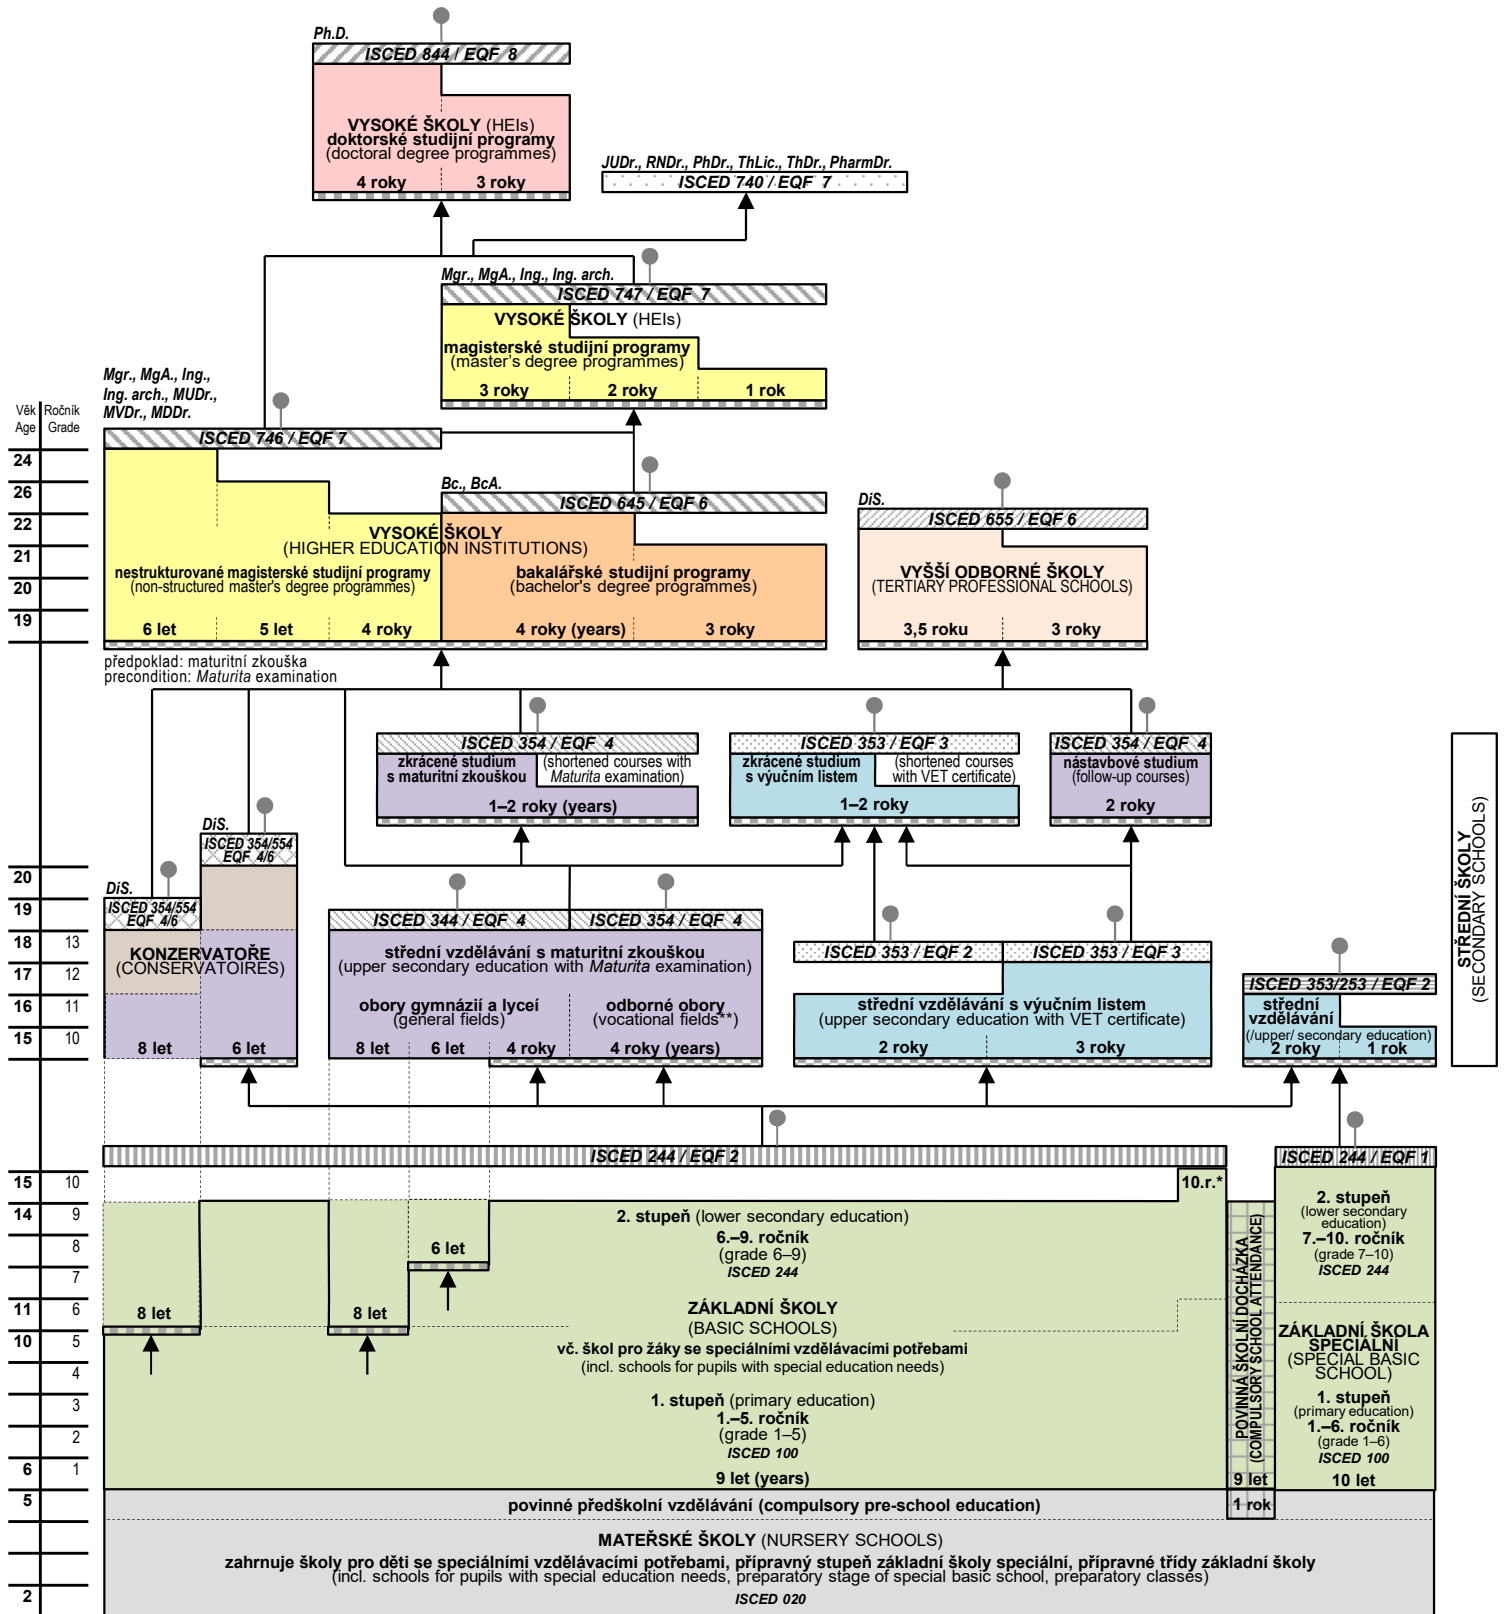 Ph.D.
ISCED 844 / EQF 8
VYSOKÉ ŠKOLY (HEIs)
doktorské studijní programy
(doctoral degree programmes)
4 roky
3 roky
JUDr., RNDr., PhDr., ThLic., ThDr., PharmDr.
ISCED 740 / EQF 7
Mgr., MgA., Ing., Ing. arch.
ISCED 747 / EQF 7
VYSOKÉ ŠKOLY (HEIs)
magisterské studijní programy
(master's degree programmes)
3 roky
2 roky
1 rok
Mgr., MgA., Ing.,
Ing. arch., MUDr.,
MVDr., MDDr.
ISCED 746 / EQF 7
Věk
Age
Ročník
Grade
24
26
22
21
20
19
Bc., BcA.
ISCED 645 / EQF 6
VYSOKÉ ŠKOLY
(HIGHER EDUCATION INSTITUTIONS)
nestrukturované magisterské studijní programy
(non-structured master's degree programmes)
6 let
5 let
4 roky
bakalářské studijní programy
(bachelor's degree programmes)
4 roky (years)
3 roky
DiS.
ISCED 655 / EQF 6
VYŠŠÍ ODBORNÉ ŠKOLY
(TERTIARY PROFESSIONAL SCHOOLS)
3,5 roku
3 roky
předpoklad: maturitní zkouška
precondition: Maturita examination
ISCED 354 / EQF 4
zkrácené studium
s maturitní zkouškou
(shortened courses with
Maturita examination)
1–2 roky (years)
ISCED 353 / EQF 3
zkrácené studium
s výučním listem
(shortened courses
with VET certificate)
1–2 roky
ISCED 354 / EQF 4
nástavbové studium
(follow-up courses)
2 roky
STŘEDNÍ ŠKOLY
(SECONDARY SCHOOLS)
20
19
18 13
17 12
16 11
15 10
DiS.
ISCED 354/554
EQF 4/6
DiS.
ISCED 354/554
EQF 4/6
KONZERVATOŘE
(CONSERVATOIRES)
8 let
6 let
ISCED 344 / EQF 4
ISCED 354 / EQF 4
střední vzdělávání s maturitní zkouškou
(upper secondary education with Maturita examination)
obory gymnázií a lyceí
(general fields)
odborné obory
(vocational fields**)
8 let
6 let
4 roky
4 roky (years)
ISCED 353 / EQF 2
ISCED 353 / EQF 3
střední vzdělávání s výučním listem
(upper secondary education with VET certificate)
2 roky
3 roky
ISCED 353/253 / EQF 2
střední
vzdělávání
(/upper/ secondary education)
2 roky
1 rok
ISCED 244 / EQF 2
ISCED 244 / EQF 1
15 10
14 9
8
7
11 6
10 5
4
3
2
6 1
5
2
10.r.*
8 let
8 let
6 let
2. stupeň (lower secondary education)
6.–9. ročník
(grade 6–9)
ISCED 244
ZÁKLADNÍ ŠKOLY
(BASIC SCHOOLS)
vč. škol pro žáky se speciálními vzdělávacími potřebami
(incl. schools for pupils with special education needs)
1. stupeň (primary education)
1.–5. ročník
(grade 1–5)
ISCED 100
9 let (years)
POVINNÁ ŠKOLNÍ DOCHÁZKA
(COMPULSORY SCHOOL ATTENDANCE)
9 let
1 rok
2. stupeň
(lower secondary
education)
7.–10. ročník
(grade 7–10)
ISCED 244
ZÁKLADNÍ ŠKOLA
SPECIÁLNÍ
(SPECIAL BASIC
SCHOOL)
1. stupeň
(primary education)
1.–6. ročník
(grade 1–6)
ISCED 100
10 let
povinné předškolní vzdělávání (compulsory pre-school education)
MATEŘSKÉ ŠKOLY (NURSERY SCHOOLS)
zahrnuje školy pro děti se speciálními vzdělávacími potřebami, přípravný stupeň základní školy speciální, přípravné třídy základní školy
(incl. schools for pupils with special education needs, preparatory stage of special basic school, preparatory classes)
ISCED 020